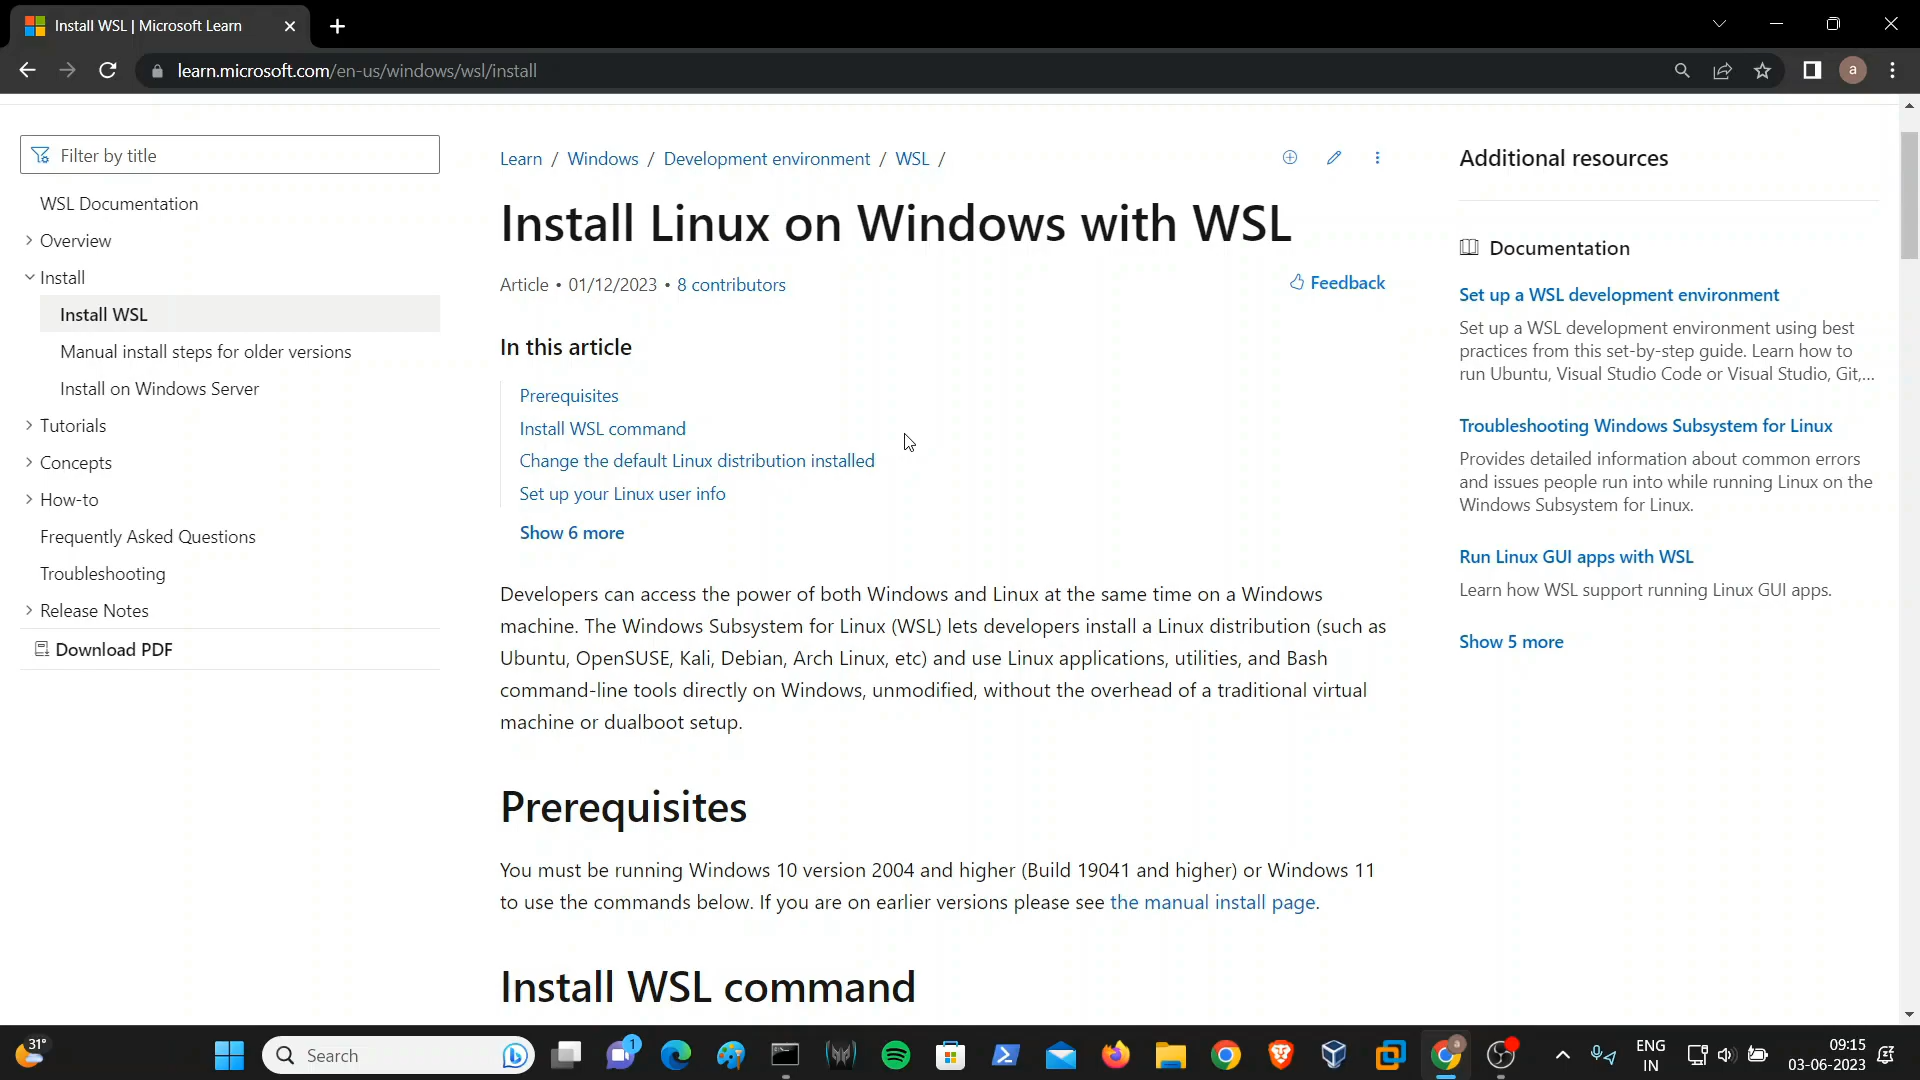 Install WSL | Microsoft Learn
learn.microsoft.com/en-us/windows/wsl/install
a
Filter by title
WSL Documentation
Overview
Install
Install WSL
Manual install steps for older versions
Install on Windows Server
Tutorials
Concepts
How-to
Frequently Asked Questions
Troubleshooting
Release Notes
Download PDF
Learn / Windows / Development environment / WSL /
Install Linux on Windows with WSL
Article • 01/12/2023 • 8 contributors
Feedback
In this article
Prerequisites
Install WSL command
Change the default Linux distribution installed
Set up your Linux user info
Show 6 more
Developers can access the power of both Windows and Linux at the same time on a Windows
machine. The Windows Subsystem for Linux (WSL) lets developers install a Linux distribution (such as
Ubuntu, OpenSUSE, Kali, Debian, Arch Linux, etc) and use Linux applications, utilities, and Bash
command-line tools directly on Windows, unmodified, without the overhead of a traditional virtual
machine or dualboot setup.
Prerequisites
You must be running Windows 10 version 2004 and higher (Build 19041 and higher) or Windows 11
to use the commands below. If you are on earlier versions please see the manual install page.
Install WSL command
Additional resources
Documentation
Set up a WSL development environment
Set up a WSL development environment using best
practices from this set-by-step guide. Learn how to
run Ubuntu, Visual Studio Code or Visual Studio, Git,...
Troubleshooting Windows Subsystem for Linux
Provides detailed information about common errors
and issues people run into while running Linux on the
Windows Subsystem for Linux.
Run Linux GUI apps with WSL
Learn how WSL support running Linux GUI apps.
Show 5 more
31°
Search
1
a
ENG
IN
09:15
03-06-2023